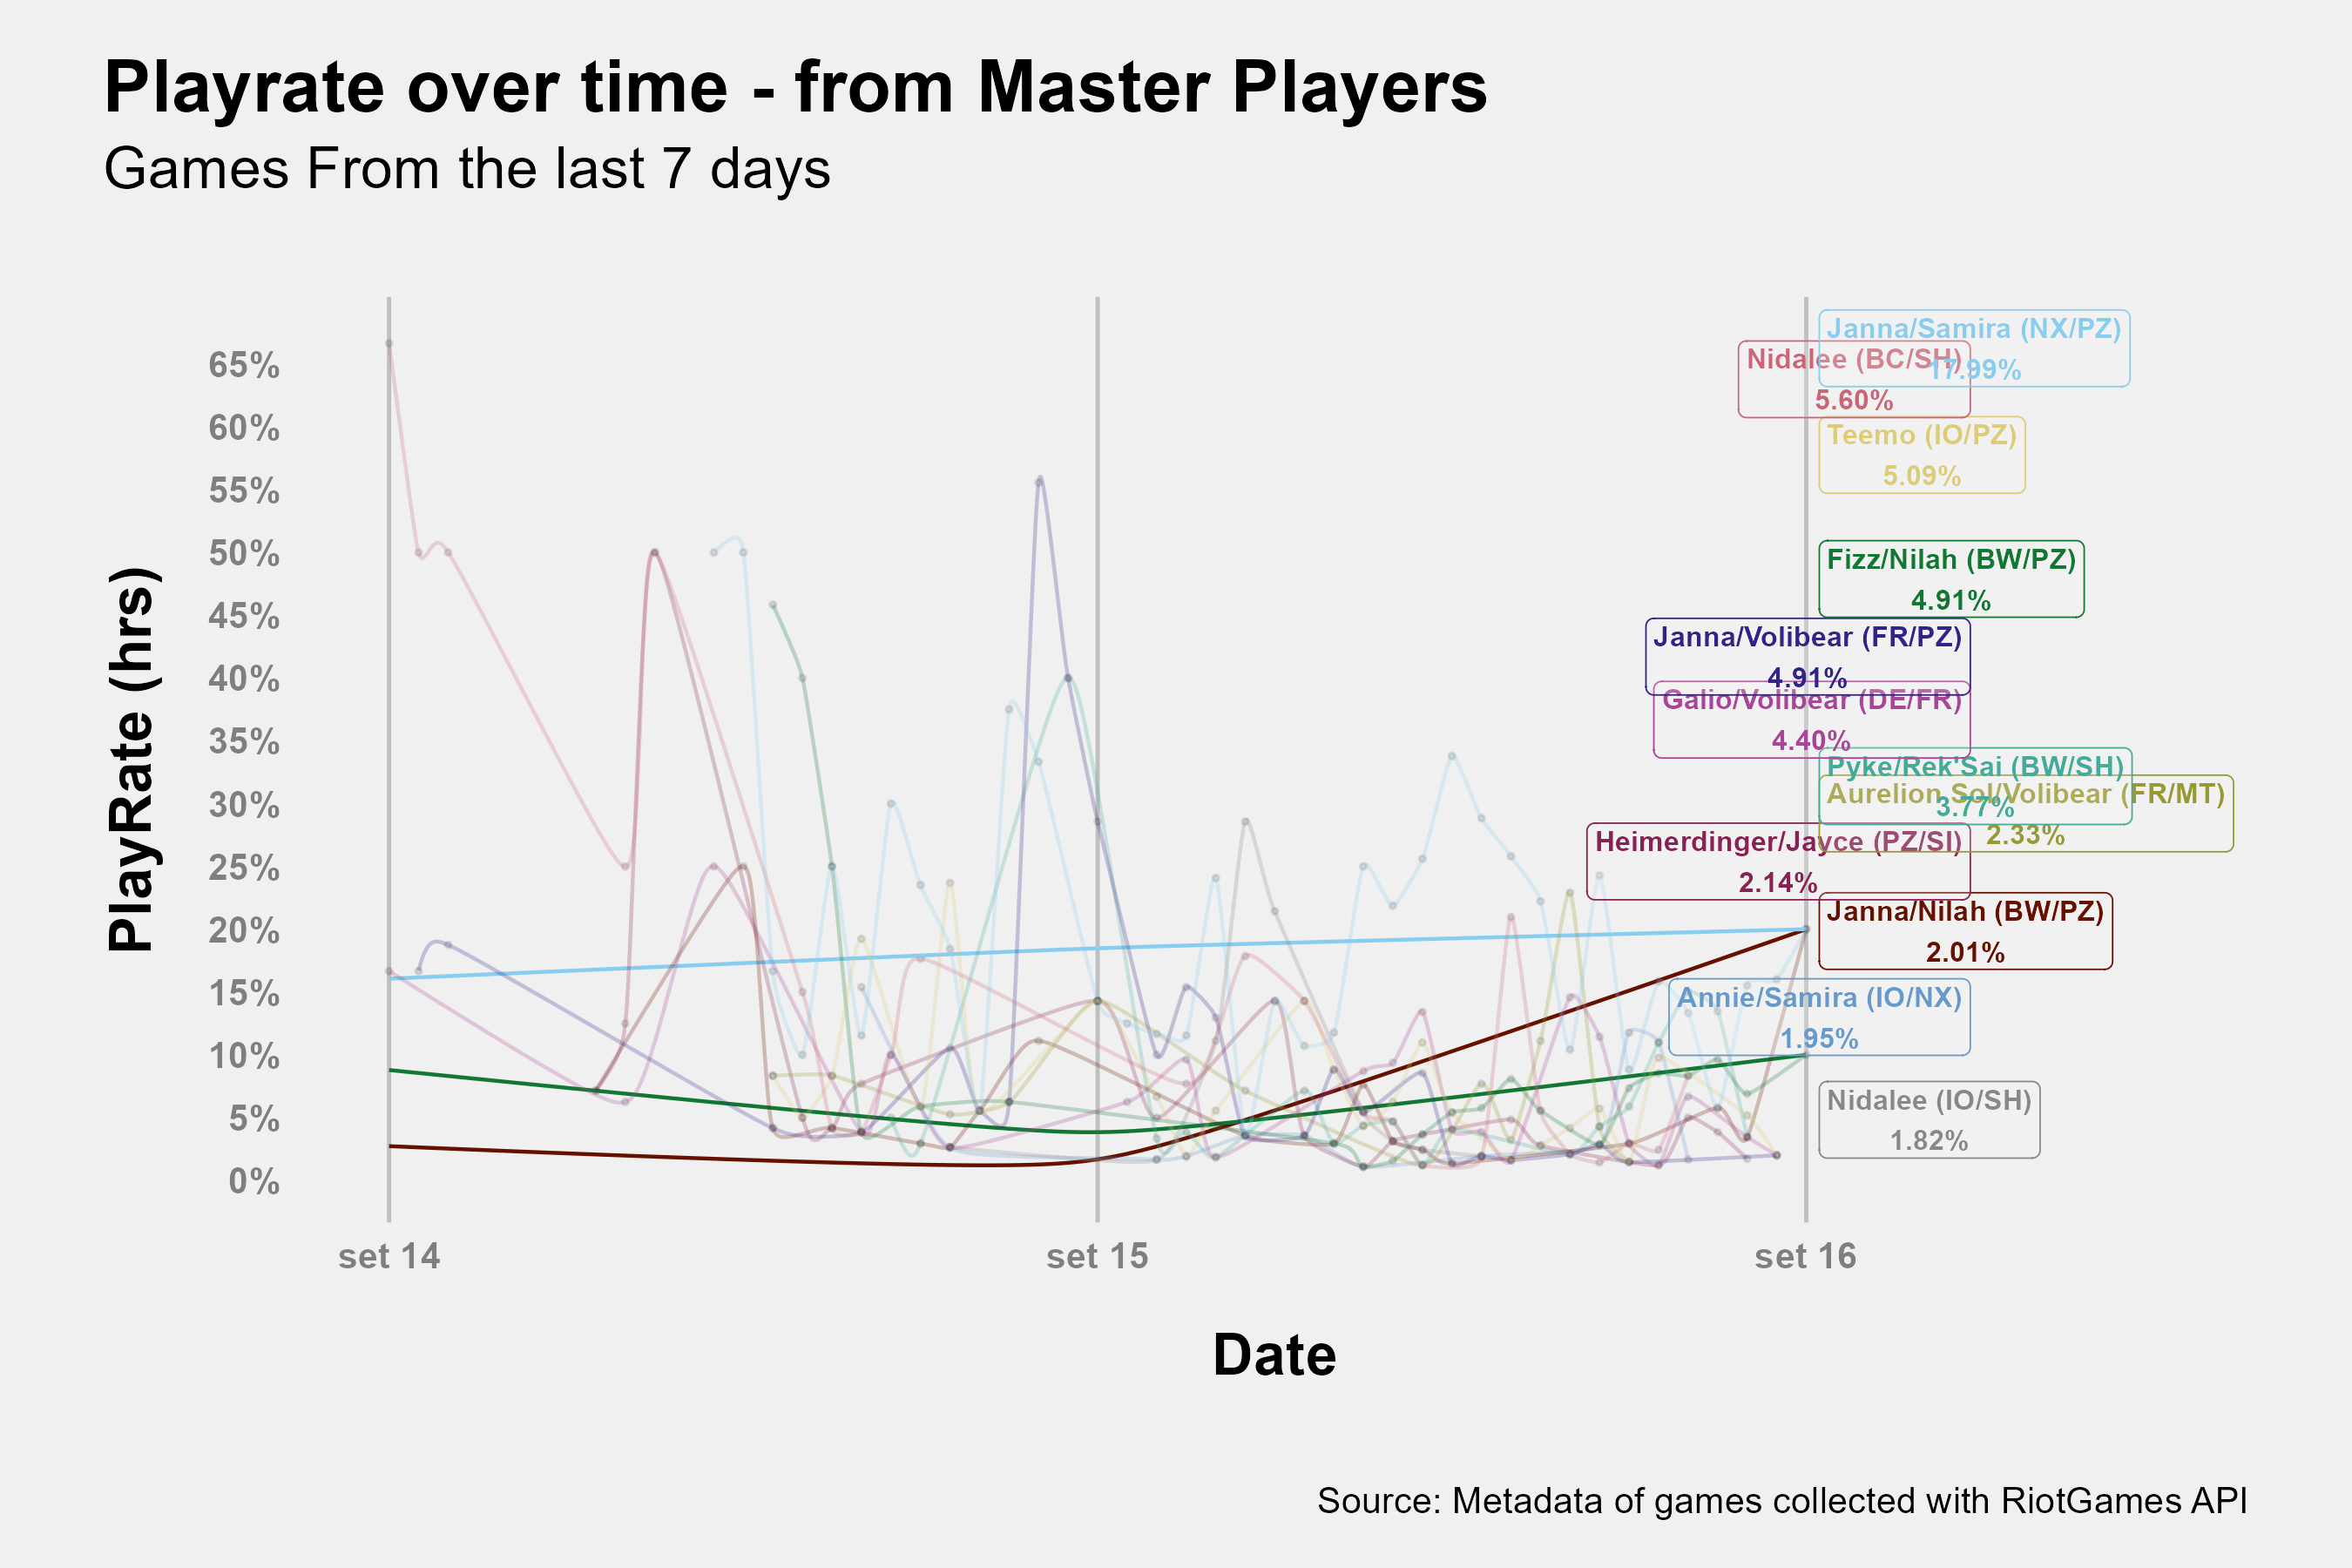 Playrate over time - from Master Players
Games From the last 7 days
PlayRate (hrs)
65%
60%
55%
50%
45%
40%
35%
30%
25%
20%
15%
10%
5%
0%
Janna/Samira (NX/PZ)
17.99%
Nidalee (BC/SH)
5.60%
Teemo (IO/PZ)
5.09%
Fizz/Nilah (BW/PZ)
4.91%
Janna/Volibear (FR/PZ)
4.91%
Galio/Volibear (DE/FR)
4.40%
Pyke/Rek'Sai (BW/SH)
3.77%
Aurelion Sol/Volibear (FR/MT)
2.33%
Heimerdinger/Jayce (PZ/SI)
2.14%
Janna/Nilah (BW/PZ)
2.01%
Annie/Samira (IO/NX)
1.95%
Nidalee (IO/SH)
1.82%
set 14
set 15
set 16
Date
Source: Metadata of games collected with RiotGames API